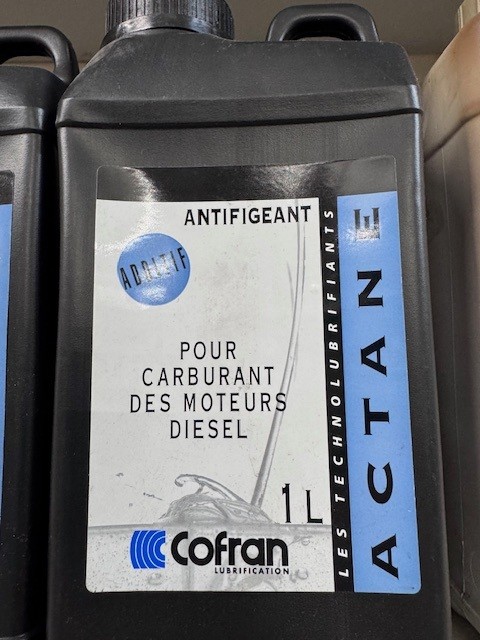 ANTIFIGEANT
ADDITIF
POUR
CARBURANT
DES MOTEURS
DIESEL
1L
Cofran
LUBRIFICATION
LES TECHNOLUBRIFIANTS
ACTANE